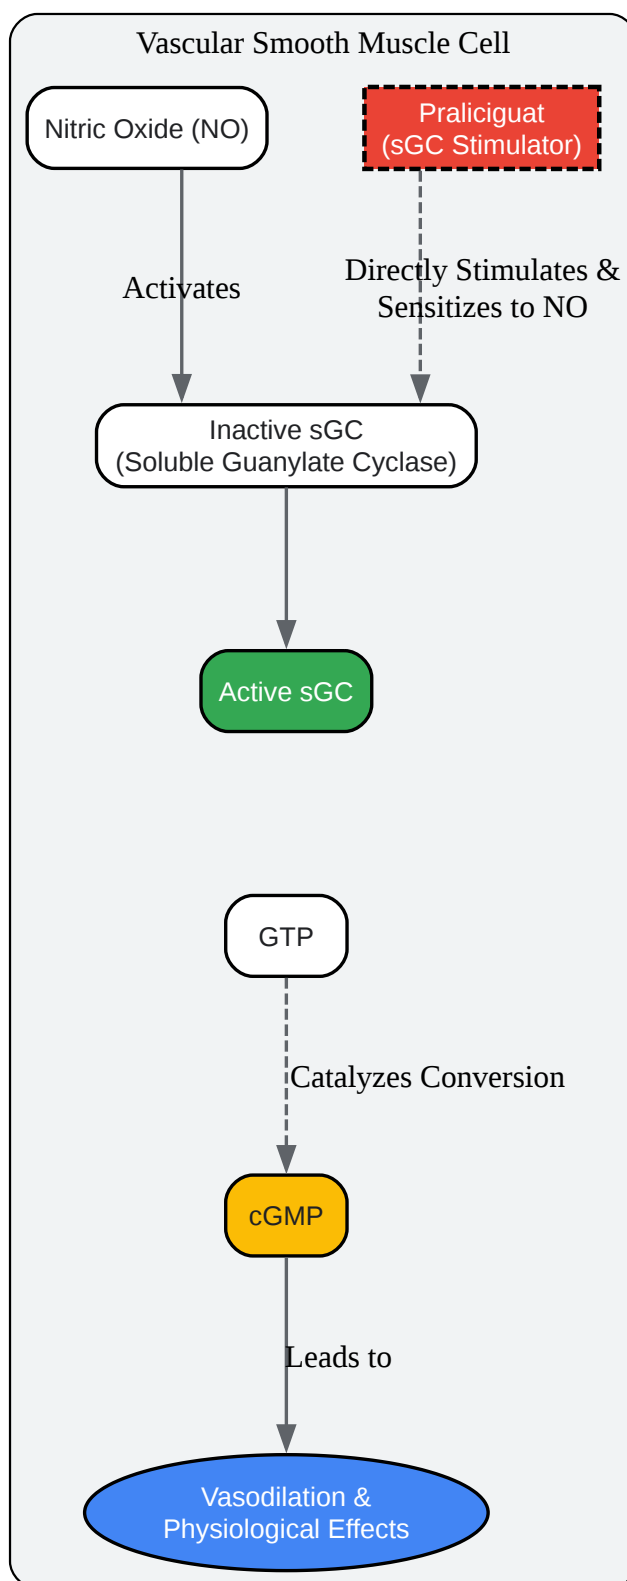 Vascular Smooth Muscle Cell
Nitric Oxide (NO)
Praliciguat
(sGC Stimulator)
Activates
Directly Stimulates &
Sensitizes to NO
Inactive sGC
(Soluble Guanylate Cyclase)
Active sGC
GTP
Catalyzes Conversion
cGMP
Leads to
Vasodilation &
Physiological Effects